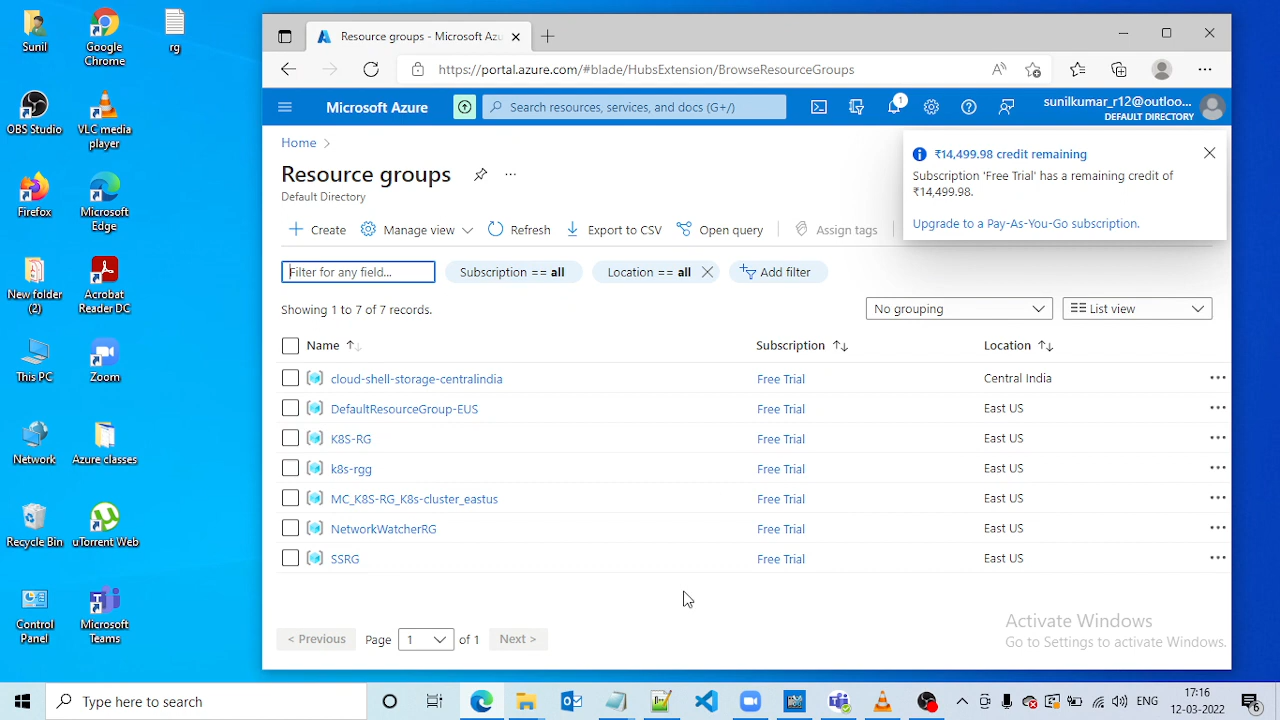 Sunil
Google
Chrome
rg
OBS Studio
VLC media
player
Firefox
Microsoft
Edge
New folder
(2)
Acrobat
Reader DC
This PC
Zoom
Network
Azure classes
Recycle Bin
uTorrent Web
Control
Panel
Microsoft
Teams
Resource groups - Microsoft Azu
https://portal.azure.com/#blade/HubsExtension/BrowseResourceGroups
Microsoft Azure
Search resources, services, and docs (G+/)
1
sunilkumar_r12@outloo...
DEFAULT DIRECTORY
Home >
₹14,499.98 credit remaining
Subscription 'Free Trial' has a remaining credit of
₹14,499.98.
Upgrade to a Pay-As-You-Go subscription.
Resource groups
Default Directory
Create Manage view Refresh Export to CSV Open query Assign tags
Filter for any field...
Subscription == all
Location == all
Add filter
Showing 1 to 7 of 7 records.
No grouping
List view
Name Subscription Location
cloud-shell-storage-centralindia Free Trial Central India
DefaultResourceGroup-EUS Free Trial East US
K8S-RG Free Trial East US
k8s-rgg Free Trial East US
MC_K8S-RG_K8s-cluster_eastus Free Trial East US
NetworkWatcherRG Free Trial East US
SSRG Free Trial East US
< Previous Page 1 of 1 Next >
Activate Windows
Go to Settings to activate Windows.
Type here to search
ENG
17:16
12-03-2022
6